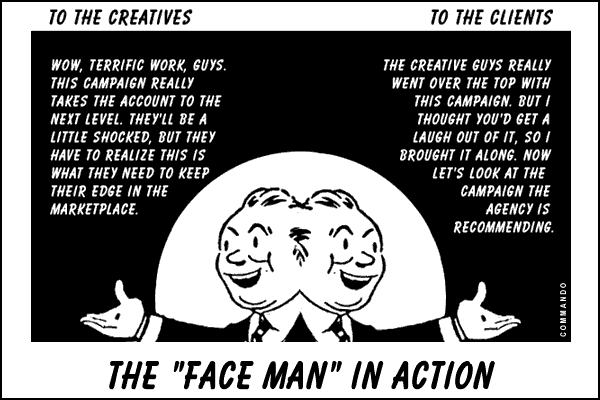 TO THE CREATIVES
TO THE CLIENTS
WOW, TERRIFIC WORK, GUYS.
THIS CAMPAIGN REALLY
TAKES THE ACCOUNT TO THE
NEXT LEVEL. THEY'LL BE A
LITTLE SHOCKED, BUT THEY
HAVE TO REALIZE THIS IS
WHAT THEY NEED TO KEEP
THEIR EDGE IN THE
MARKETPLACE.
THE CREATIVE GUYS REALLY
WENT OVER THE TOP WITH
THIS CAMPAIGN. BUT I
THOUGHT YOU'D GET A
LAUGH OUT OF IT, SO I
BROUGHT IT ALONG. NOW
LET'S LOOK AT THE
CAMPAIGN THE
AGENCY IS
RECOMMENDING.
COMMANDO
THE "FACE MAN" IN ACTION